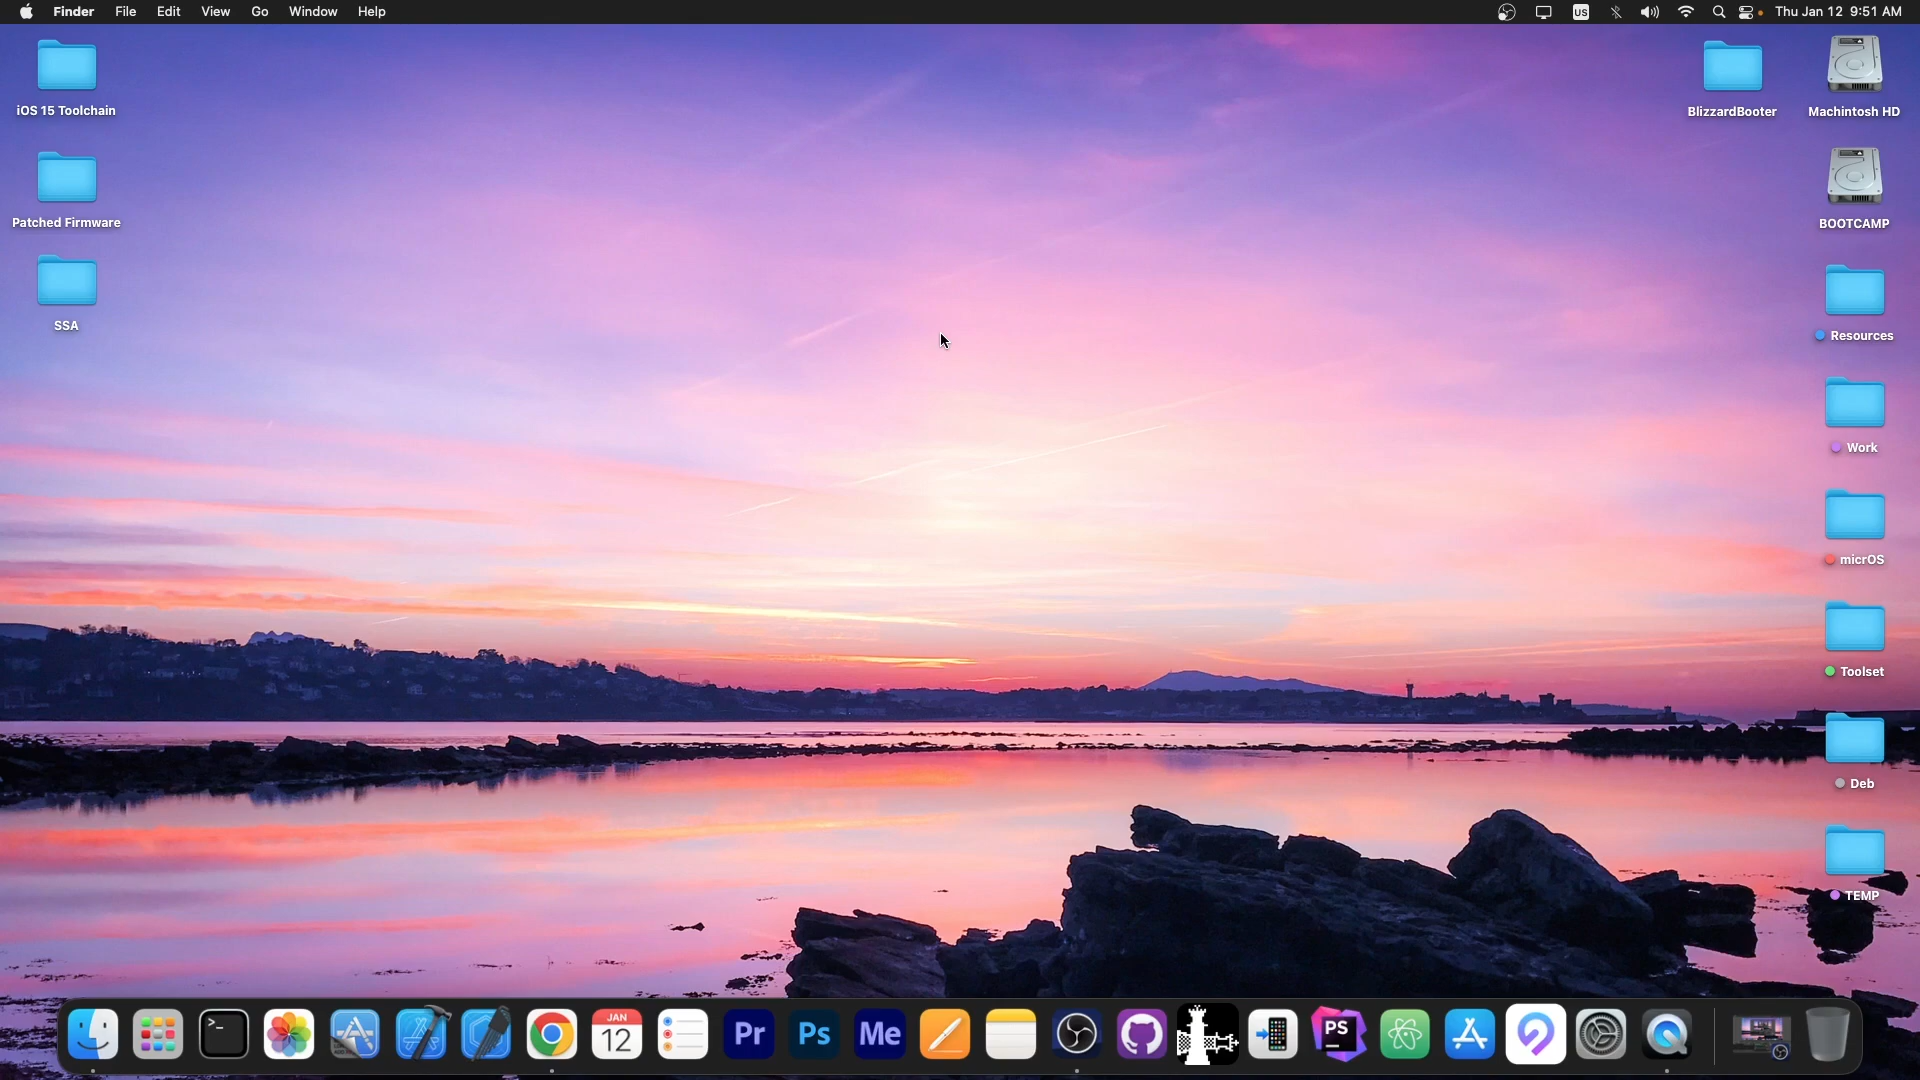 Finder File Edit View Go Window Help
US Thu Jan 12 9:51 AM
iOS 15 Toolchain
BlizzardBooter
Machintosh HD
Patched Firmware
BOOTCAMP
SSA
Resources
Work
micrOS
Toolset
Deb
TEMP
>_
JAN
12
Pr
Ps
Me
PS